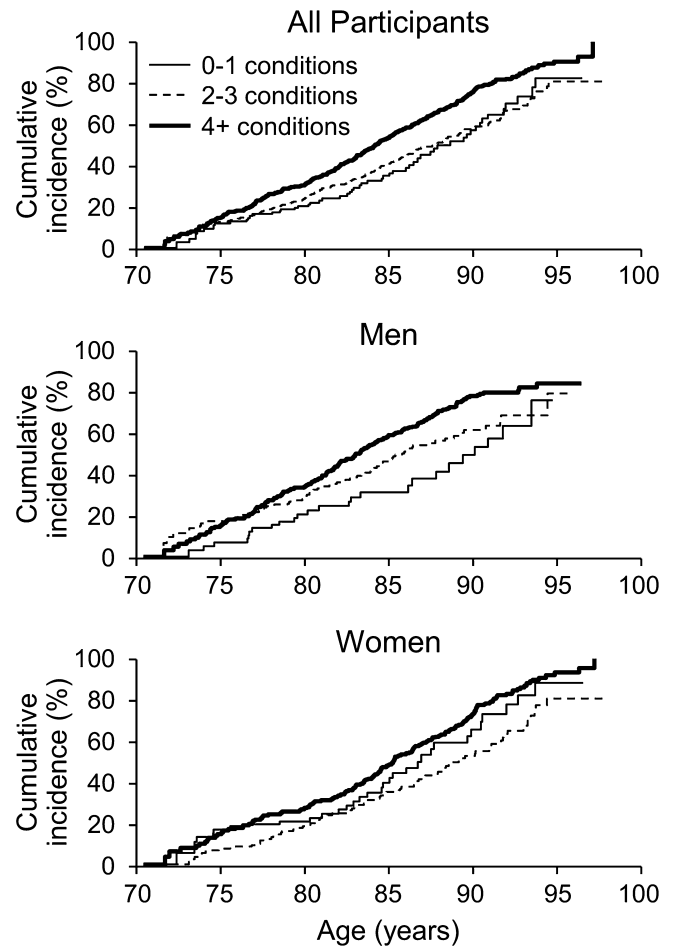 All Participants
100
80
60
40
20
0
Cumulative
incidence (%)
0-1 conditions
2-3 conditions
4+ conditions
70 75 80 85 90 95 100
Men
100
80
60
40
20
0
Cumulative
incidence (%)
70 75 80 85 90 95 100
Women
100
80
60
40
20
0
Cumulative
incidence (%)
70 75 80 85 90 95 100
Age (years)